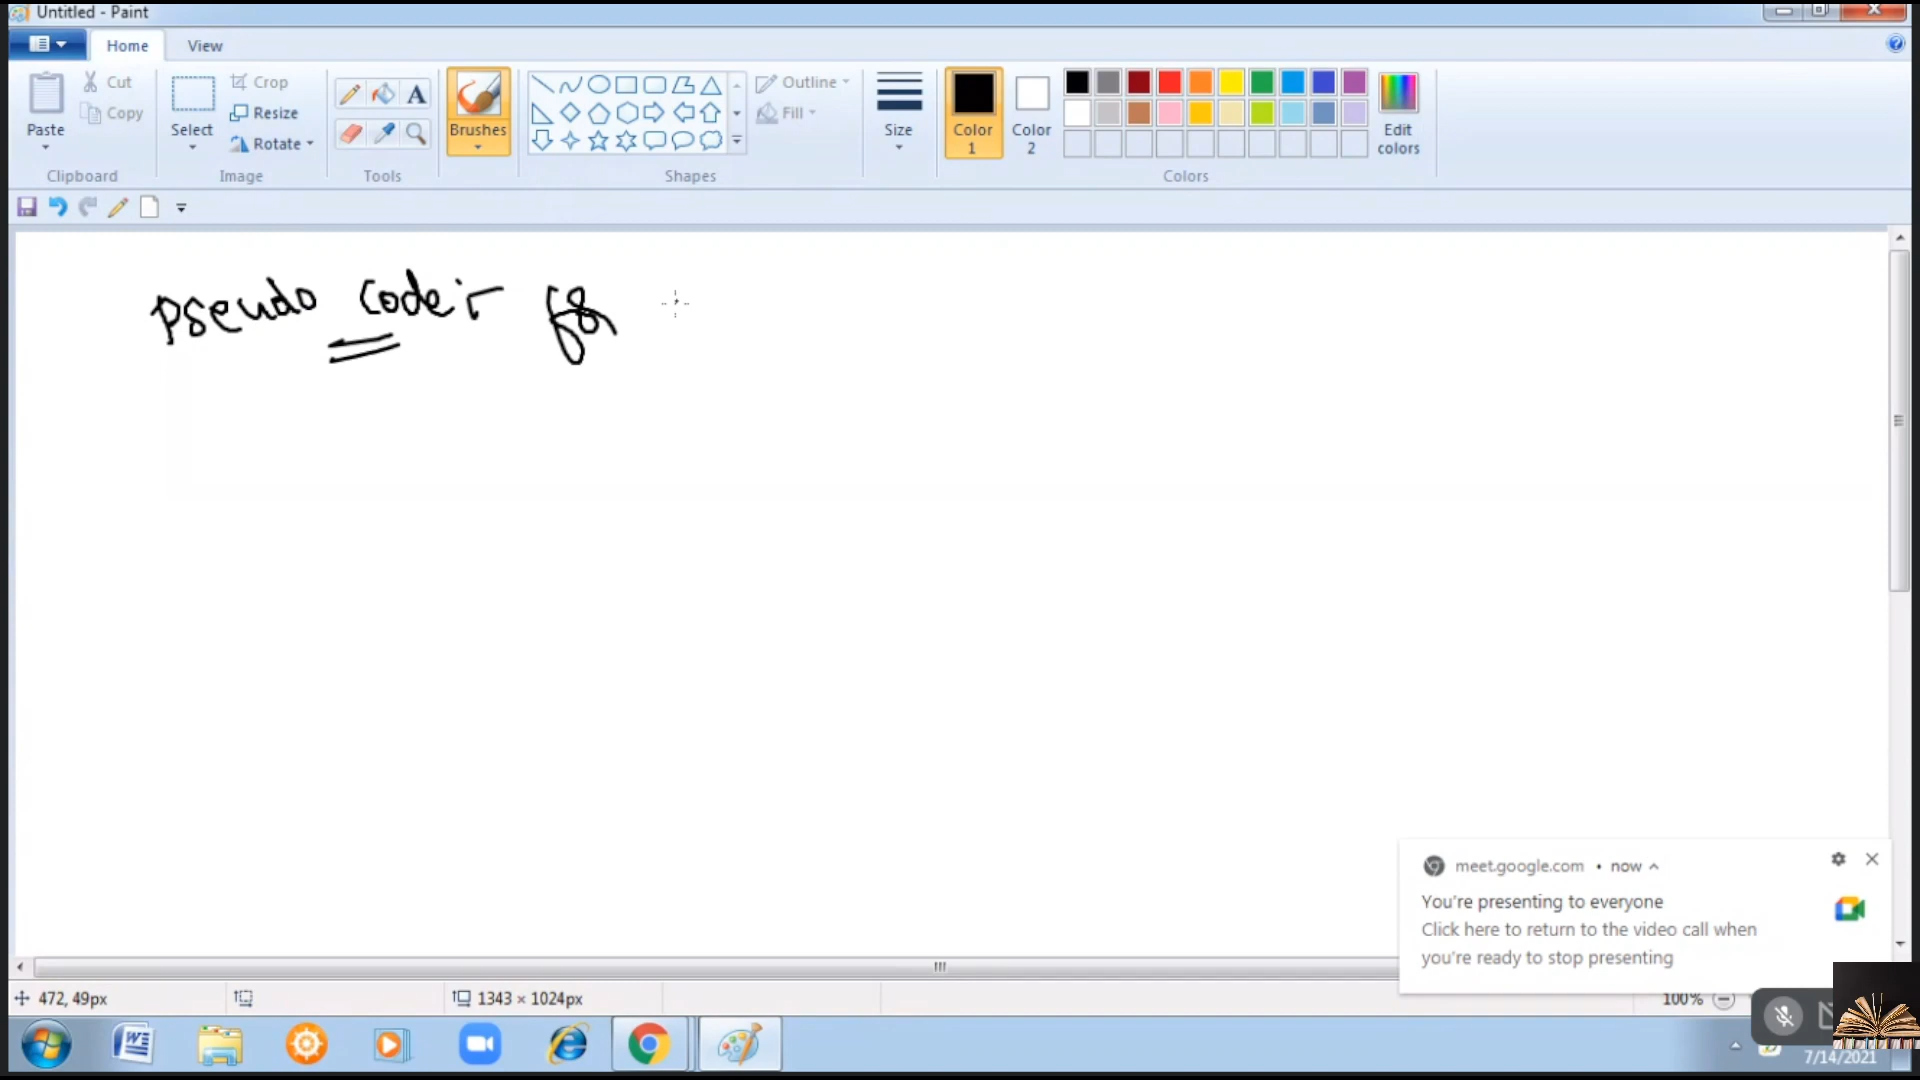 Untitled - Paint
Home View
Paste Cut Copy
Clipboard
Select Crop Resize Rotate
Image
Tools
Brushes
Shapes
Outline Fill
Size
Color 1 Color 2
Edit colors
Colors
Pseudo Code:- for
meet.google.com • now
You're presenting to everyone
Click here to return to the video call when
you're ready to stop presenting
472, 49px 1343 × 1024px 100%
7/14/2021